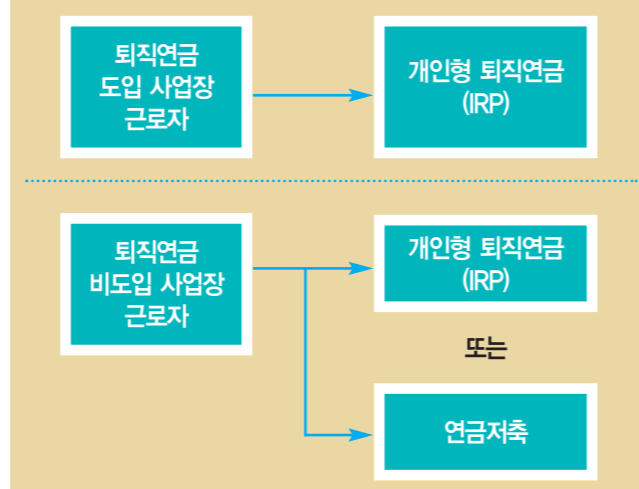 퇴직연금
도입 사업장
근로자
개인형 퇴직연금
(IRP)
퇴직연금
비도입 사업장
근로자
개인형 퇴직연금
(IRP)
또는
연금저축